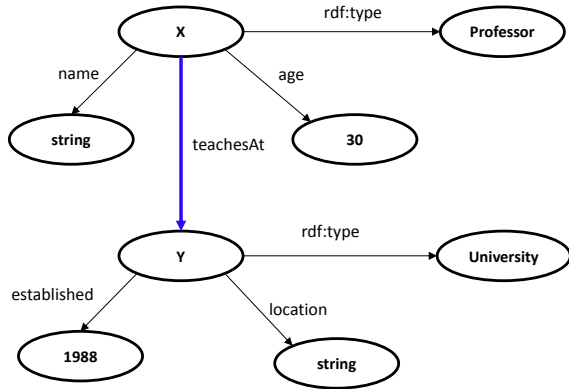 X
rdf:type
Professor
name
age
string
teachesAt
30
Y
rdf:type
University
established
location
1988
string